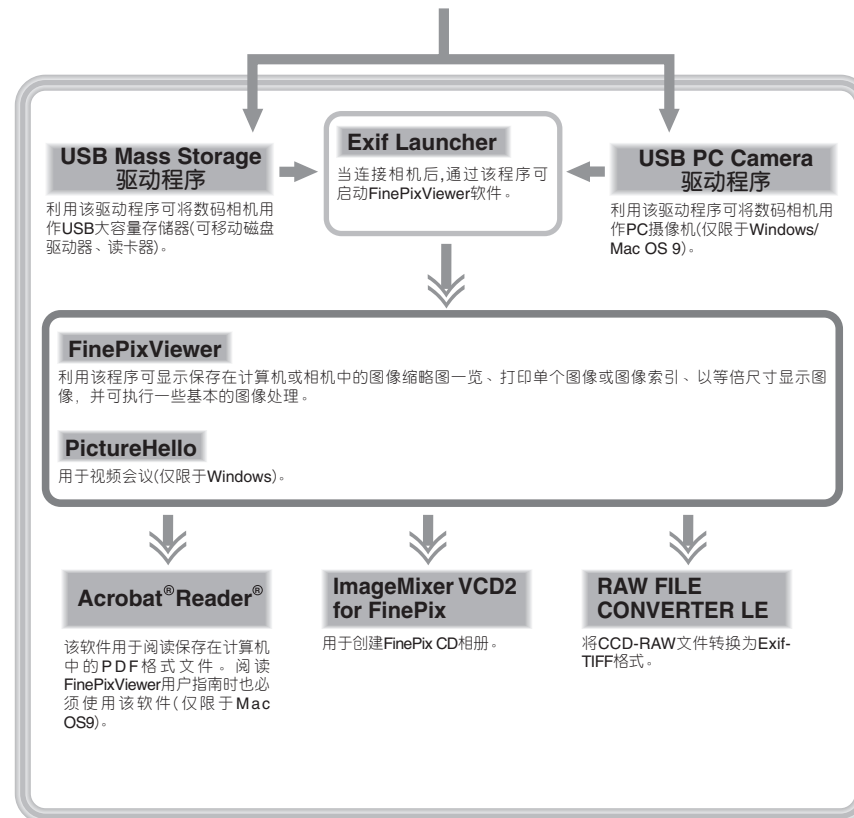 USB Mass Storage
驱动程序
利用该驱动程序可将数码相机用
作USB大容量存储器(可移动磁盘
驱动器、读卡器)。
Exif Launcher
当连接相机后,通过该程序可
启动FinePixViewer软件。
USB PC Camera
驱动程序
利用该驱动程序可将数码相机用
作PC摄像机(仅限于Windows/
Mac OS 9)。
FinePixViewer
利用该程序可显示保存在计算机或相机中的图像缩略图一览、打印单个图像或图像索引、以等倍尺寸显示图
像，并可执行一些基本的图像处理。
PictureHello
用于视频会议(仅限于Windows)。
Acrobat®Reader®
该软件用于阅读保存在计算机
中的PDF格式文件。阅读
FinePixViewer用户指南时也必
须使用该软件(仅限于Mac
OS9)。
ImageMixer VCD2
for FinePix
用于创建FinePix CD相册。
RAW FILE
CONVERTER LE
将CCD-RAW文件转换为Exif-
TIFF格式。